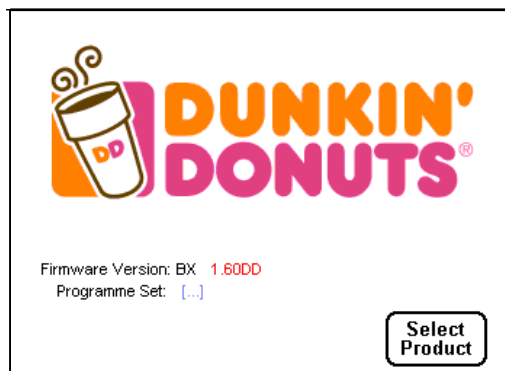 DD
DUNKIN'
DONUTS®
Firmware Version: BX 1.60DD
Programme Set: [...]
Select
Product